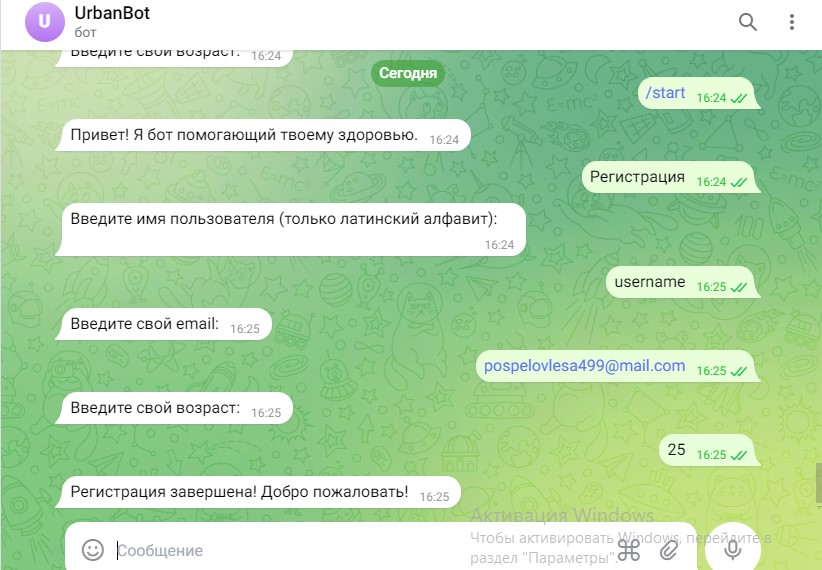 U
UrbanBot
бот
Введите свой возраст: 16:24
Сегодня
/start 16:24
Привет! Я бот помогающий твоему здоровью. 16:24
Регистрация 16:24
Введите имя пользователя (только латинский алфавит):
16:24
username 16:25
Введите свой email: 16:25
pospelovlesa499@mail.com 16:25
Введите свой возраст: 16:25
25 16:25
Регистрация завершена! Добро пожаловать! 16:25
Активация Windows
Чтобы активировать Windows, перейдите в
раздел "Параметры".
Сообщение